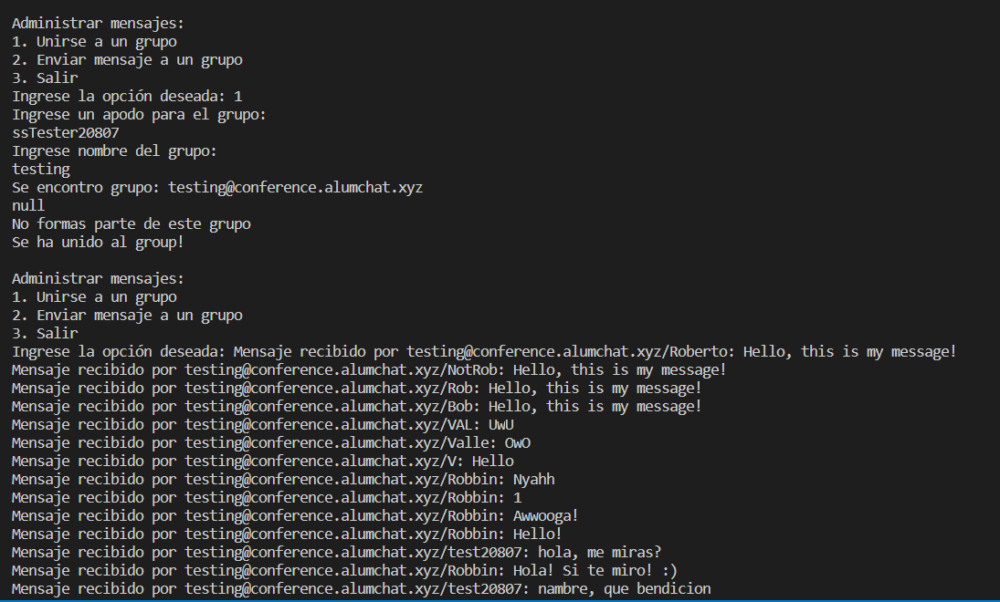 Administrar mensajes:
1. Unirse a un grupo
2. Enviar mensaje a un grupo
3. Salir
Ingrese la opción deseada: 1
Ingrese un apodo para el grupo:
ssTester20807
Ingrese nombre del grupo:
testing
Se encontro grupo: testing@conference.alumchat.xyz
null
No formas parte de este grupo
Se ha unido al group!
Administrar mensajes:
1. Unirse a un grupo
2. Enviar mensaje a un grupo
3. Salir
Ingrese la opción deseada: Mensaje recibido por testing@conference.alumchat.xyz/Roberto: Hello, this is my message!
Mensaje recibido por testing@conference.alumchat.xyz/NotRob: Hello, this is my message!
Mensaje recibido por testing@conference.alumchat.xyz/Rob: Hello, this is my message!
Mensaje recibido por testing@conference.alumchat.xyz/Bob: Hello, this is my message!
Mensaje recibido por testing@conference.alumchat.xyz/VAL: UwU
Mensaje recibido por testing@conference.alumchat.xyz/Valle: OwO
Mensaje recibido por testing@conference.alumchat.xyz/V: Hello
Mensaje recibido por testing@conference.alumchat.xyz/Robbin: Nyahh
Mensaje recibido por testing@conference.alumchat.xyz/Robbin: 1
Mensaje recibido por testing@conference.alumchat.xyz/Robbin: Awwooga!
Mensaje recibido por testing@conference.alumchat.xyz/Robbin: Hello!
Mensaje recibido por testing@conference.alumchat.xyz/test20807: hola, me miras?
Mensaje recibido por testing@conference.alumchat.xyz/Robbin: Hola! Si te miro! :)
Mensaje recibido por testing@conference.alumchat.xyz/test20807: nambre, que bendicion